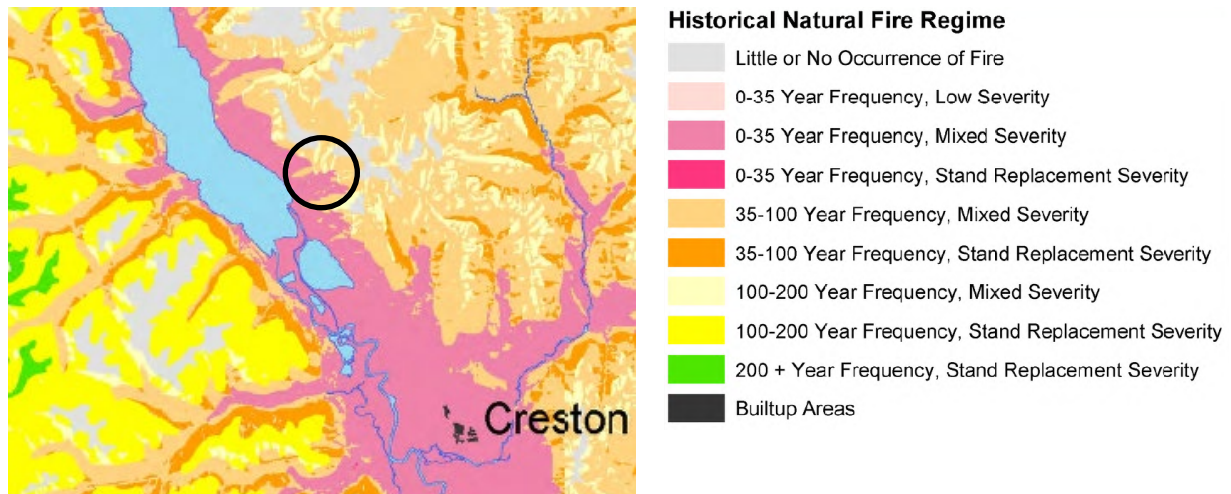 Historical Natural Fire Regime
Little or No Occurrence of Fire
0-35 Year Frequency, Low Severity
0-35 Year Frequency, Mixed Severity
0-35 Year Frequency, Stand Replacement Severity
35-100 Year Frequency, Mixed Severity
35-100 Year Frequency, Stand Replacement Severity
100-200 Year Frequency, Mixed Severity
100-200 Year Frequency, Stand Replacement Severity
200 + Year Frequency, Stand Replacement Severity
Builtup Areas
Creston